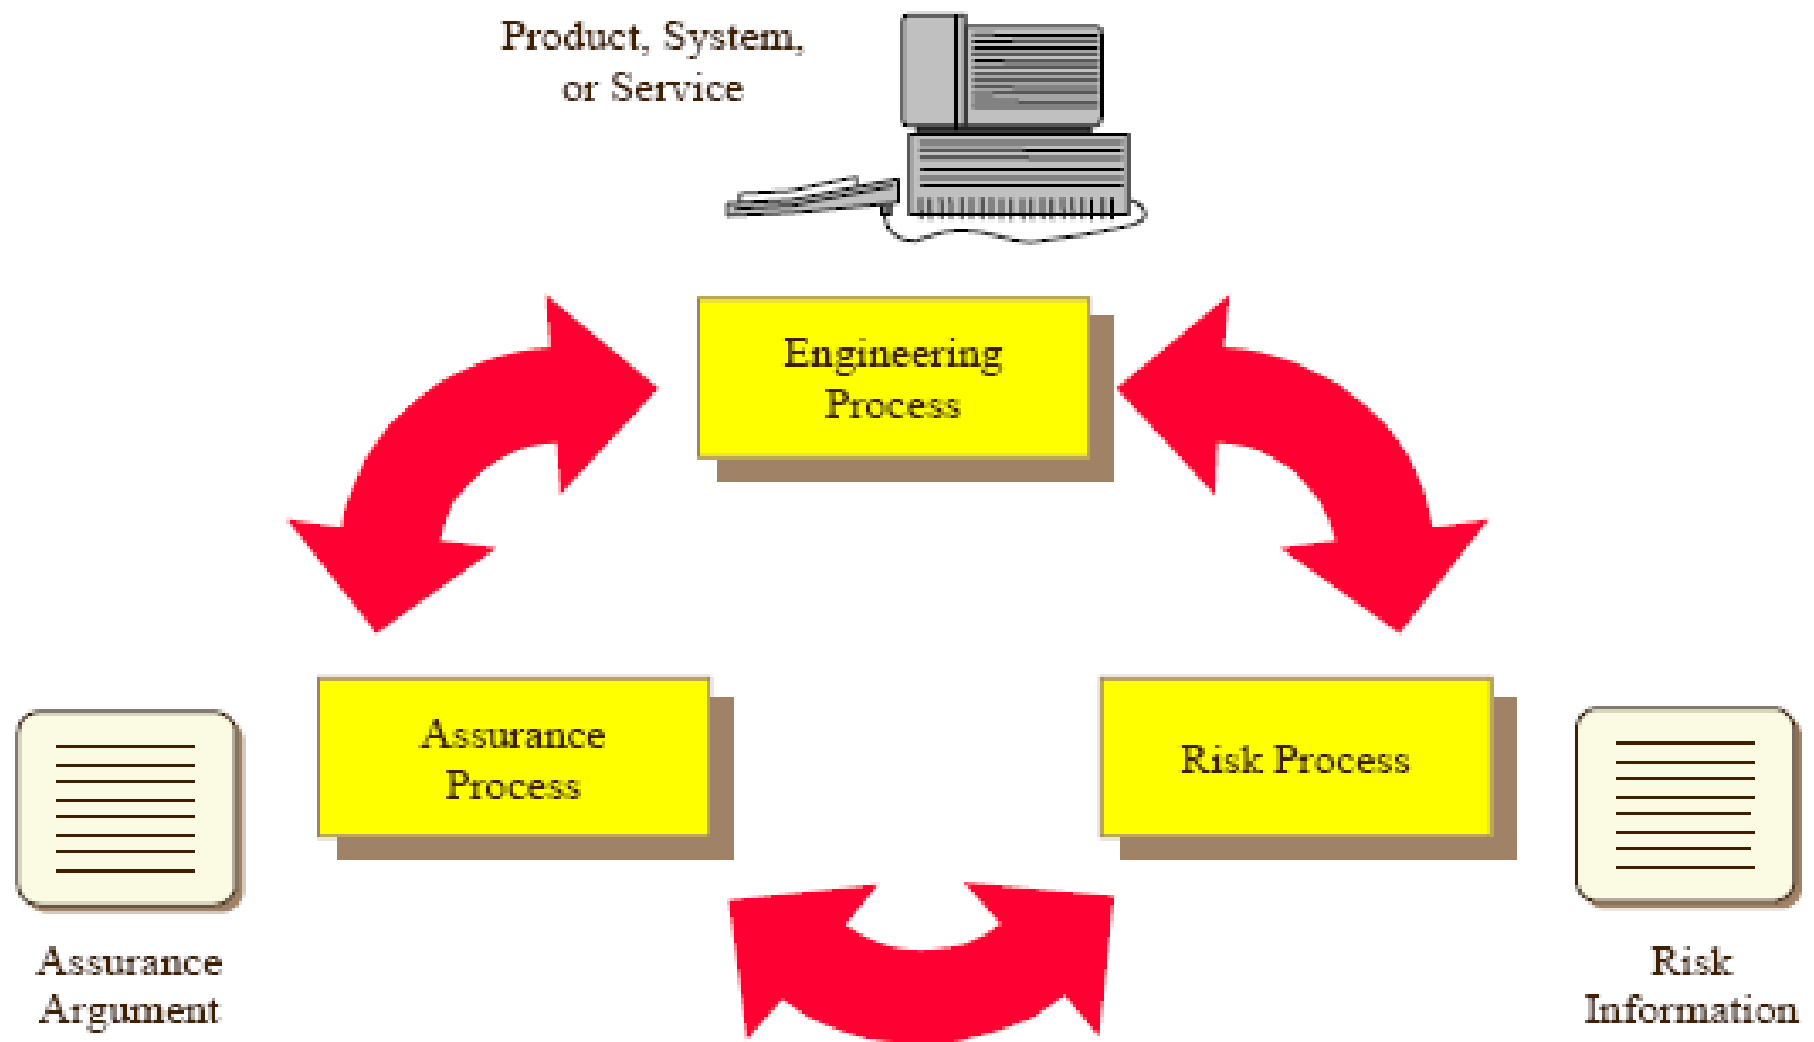 Product, System,
or Service
Engineering
Process
Assurance
Process
Risk Process
Assurance
Argument
Risk
Information